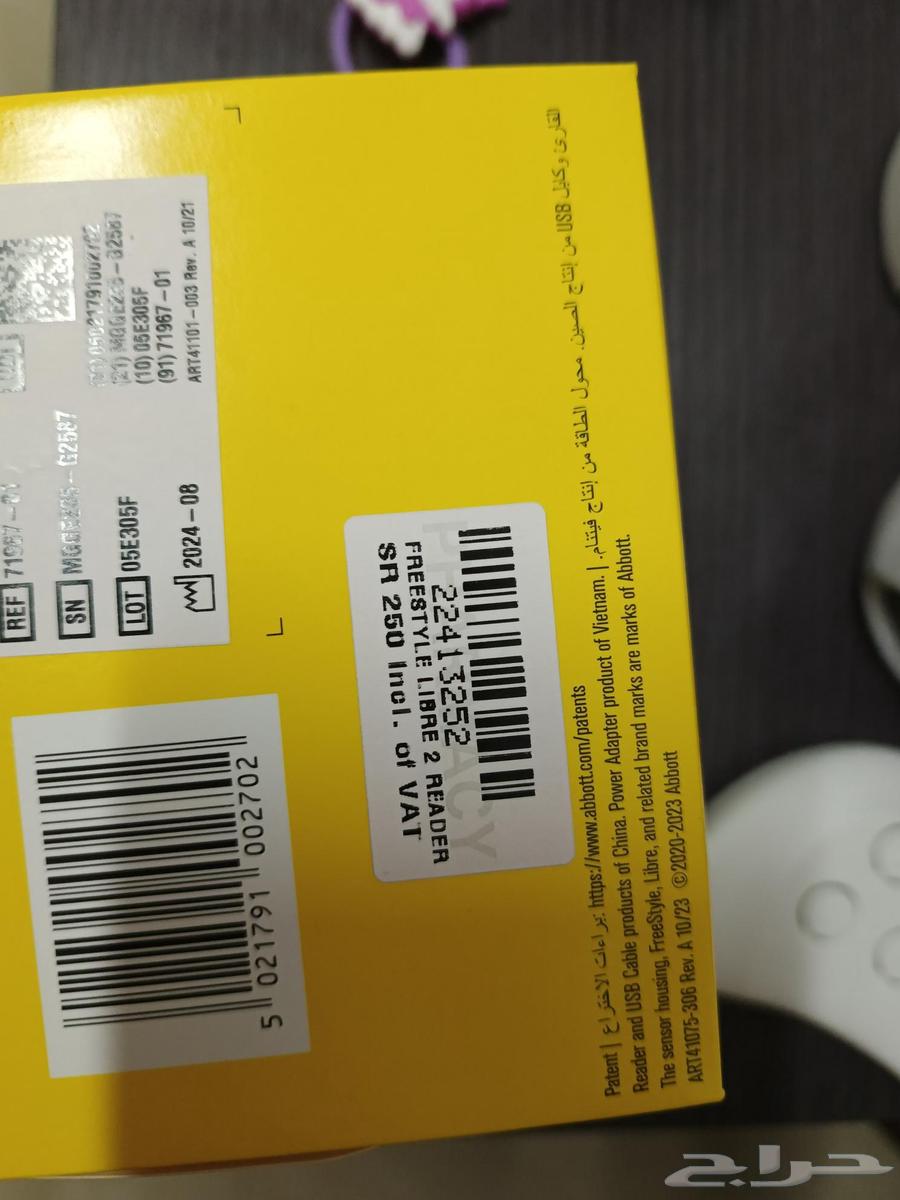 REF 71967-01
SN
LOT 05E305F
2024-08
(10) 05E305F
(91) 71967-01
ART41101-003 Rev. A 10/21
5 021791 002702
SR 250 Incl. of VAT
FREESTYLE LIBRE 2 READER
22413252
PHARMACY
Patent | براءات الاختراع: https://www.abbott.com/patents
Reader and USB Cable products of China. Power Adapter product of Vietnam. | القارئ وكابل USB من إنتاج الصين. محول الطاقة من إنتاج فيتنام.
The sensor housing, FreeStyle, Libre, and related brand marks are marks of Abbott.
ART41075-306 Rev. A 10/23 ©2020-2023 Abbott
حراج